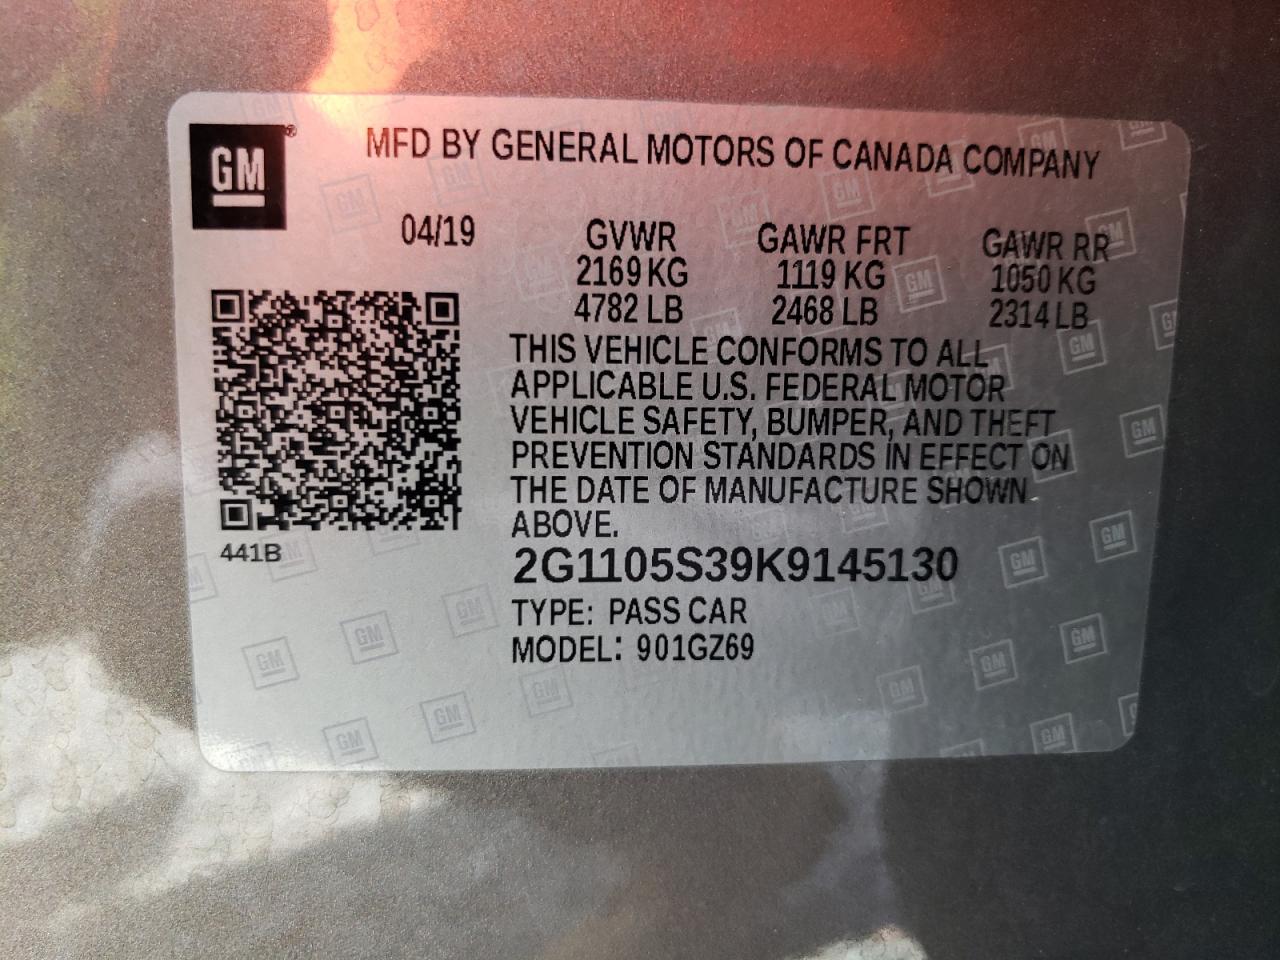 GM®
MFD BY GENERAL MOTORS OF CANADA COMPANY
04/19 GVWR GAWR FRT GAWR RR
2169 KG 1119 KG 1050 KG
4782 LB 2468 LB 2314 LB
THIS VEHICLE CONFORMS TO ALL
APPLICABLE U.S. FEDERAL MOTOR
VEHICLE SAFETY, BUMPER, AND THEFT
PREVENTION STANDARDS IN EFFECT ON
THE DATE OF MANUFACTURE SHOWN
ABOVE.
441B
2G1105S39K9145130
TYPE: PASS CAR
MODEL: 901GZ69